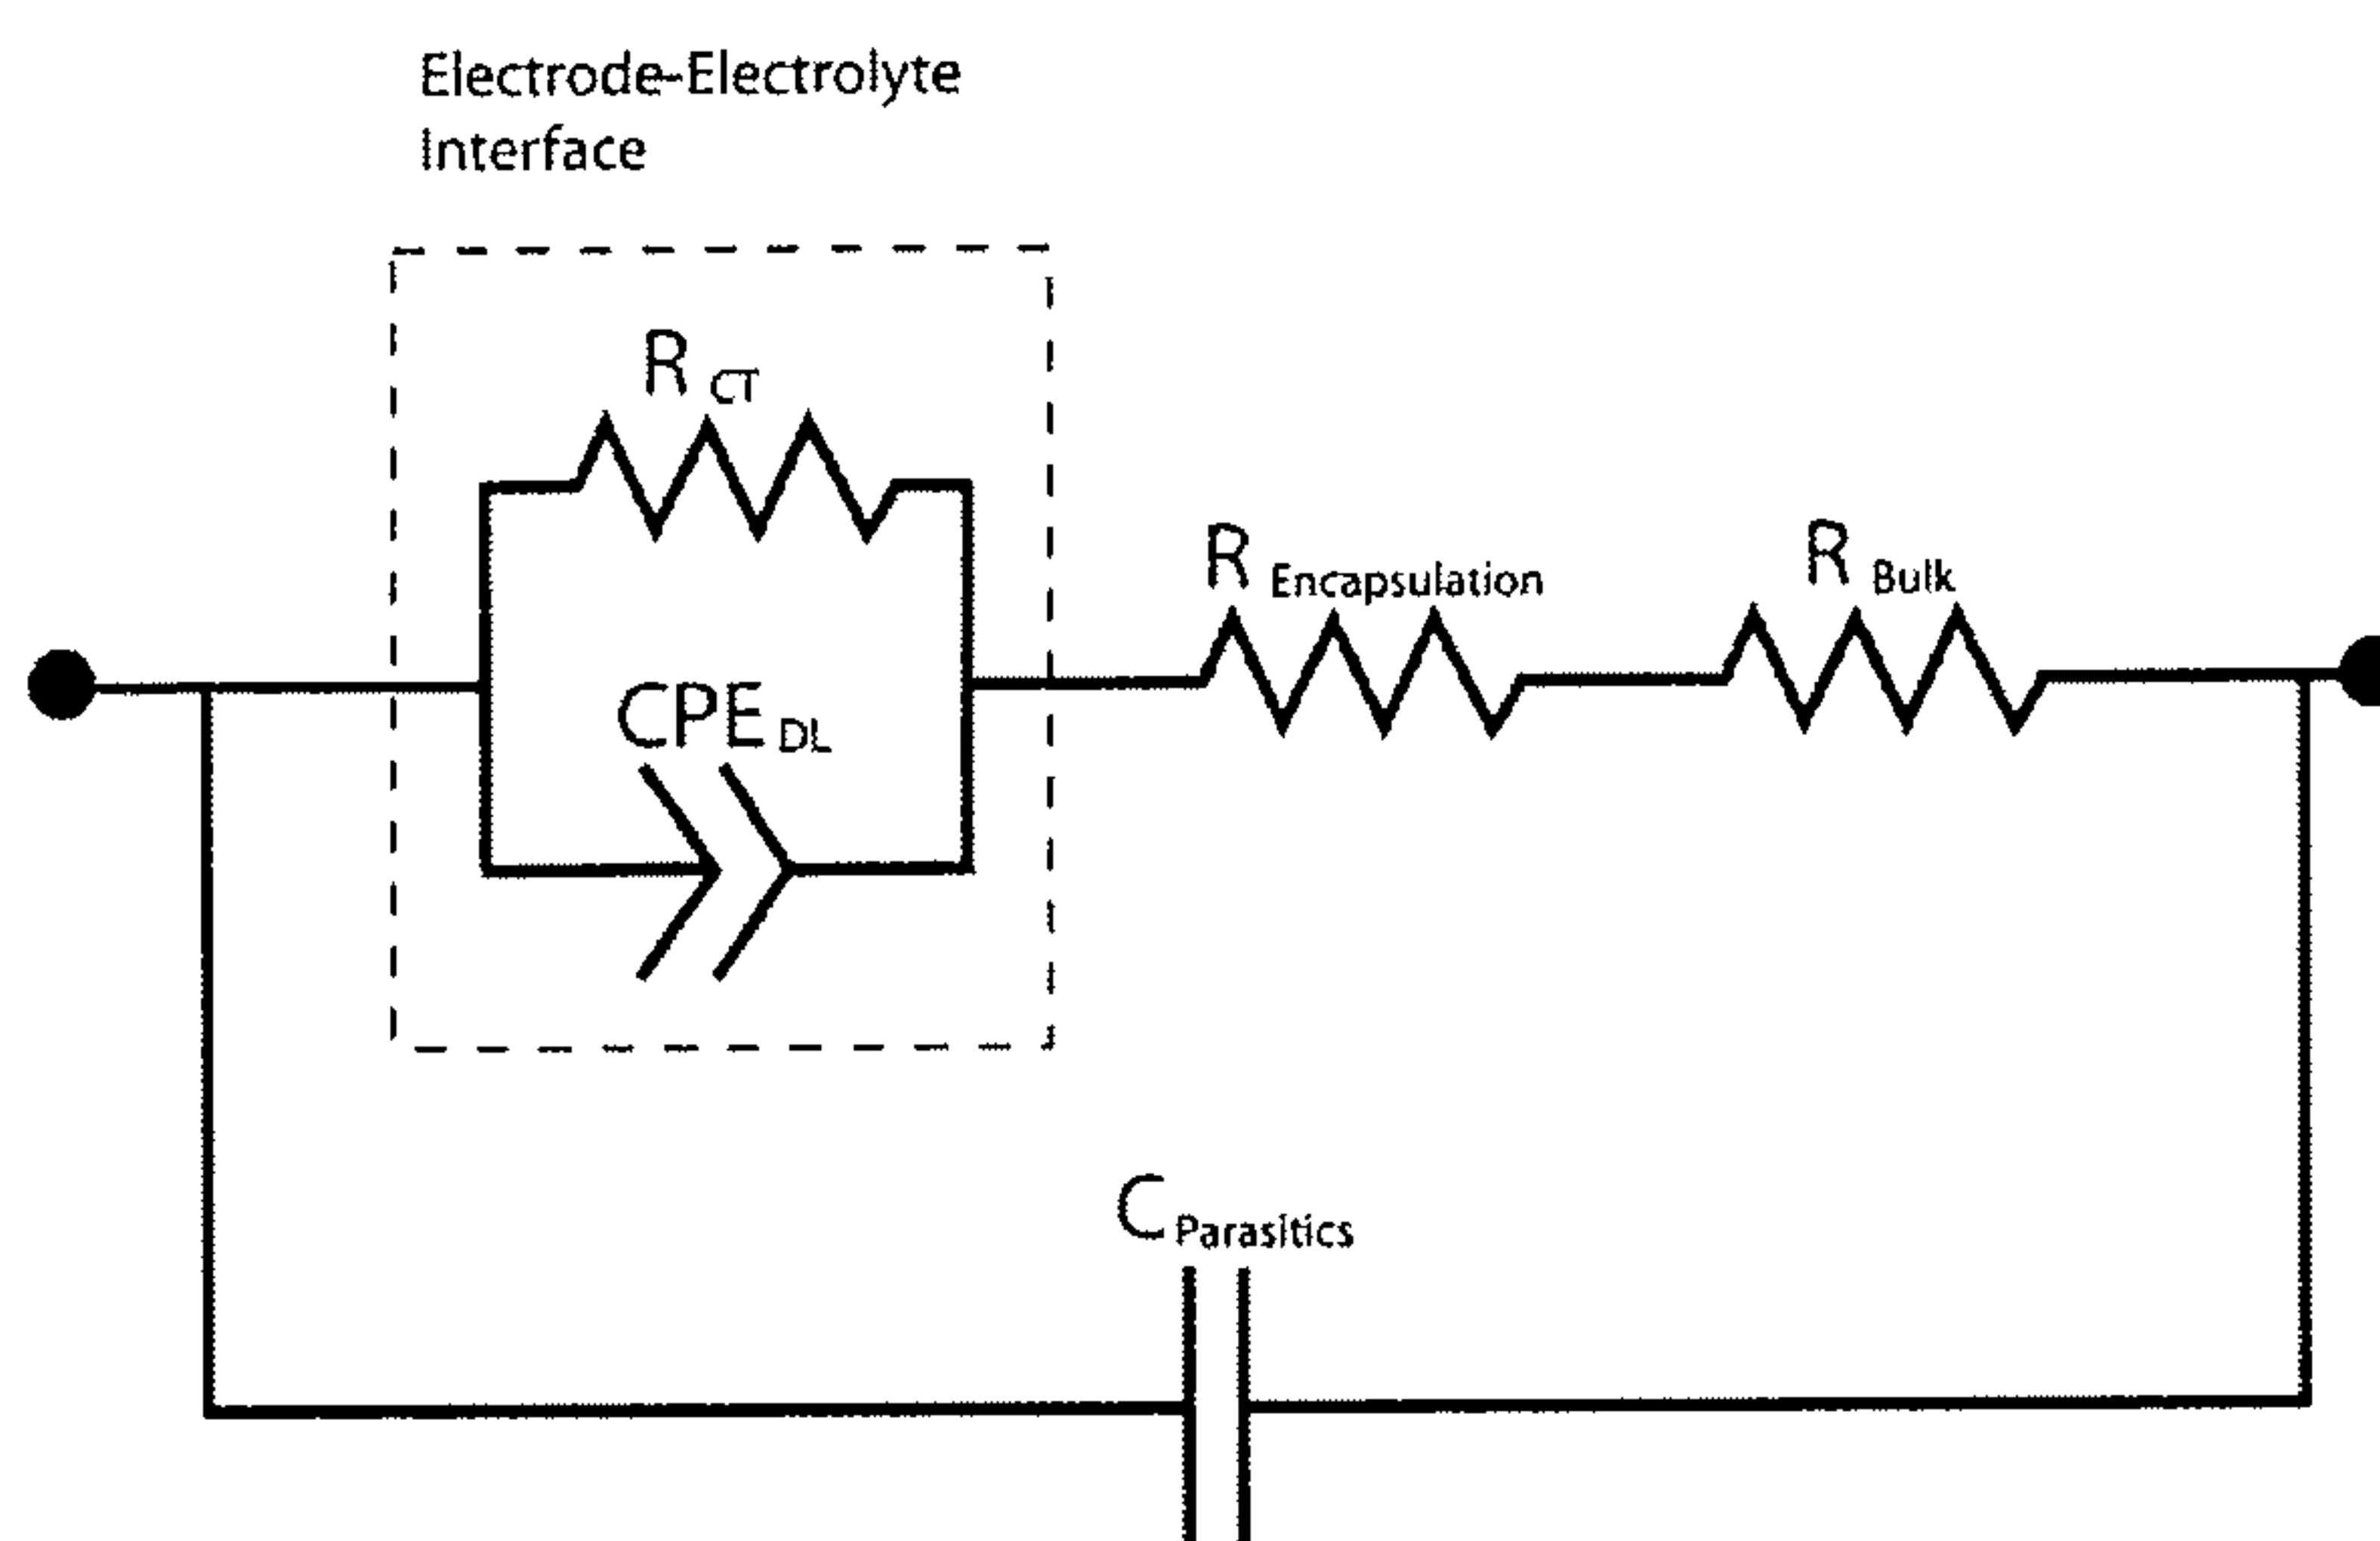 Electrode-Electrolyte
Interface
R CT
R Encapsulation
R Bulk
CPE DL
C Parasitics